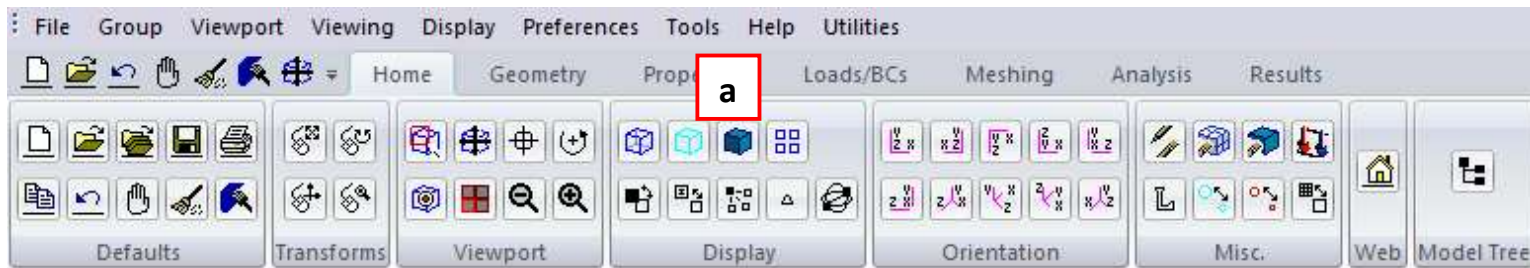 File Group Viewport Viewing Display Preferences Tools Help Utilities
Home Geometry Prope a Loads/BCs Meshing Analysis Results
Defaults Transforms Viewport Display Orientation Misc. Web Model Tree